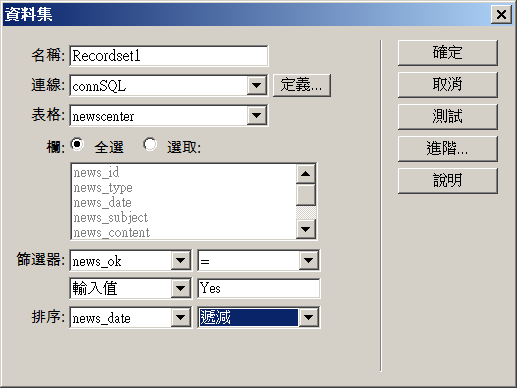 資料集
名稱: Recordset1 確定
連線: connSQL 定義... 取消
表格: newscenter 測試
欄: 全選 選取: 進階...
news_id 說明
news_type
news_date
news_subject
news_content
篩選器: news_ok =
輸入值 Yes
排序: news_date 遞減